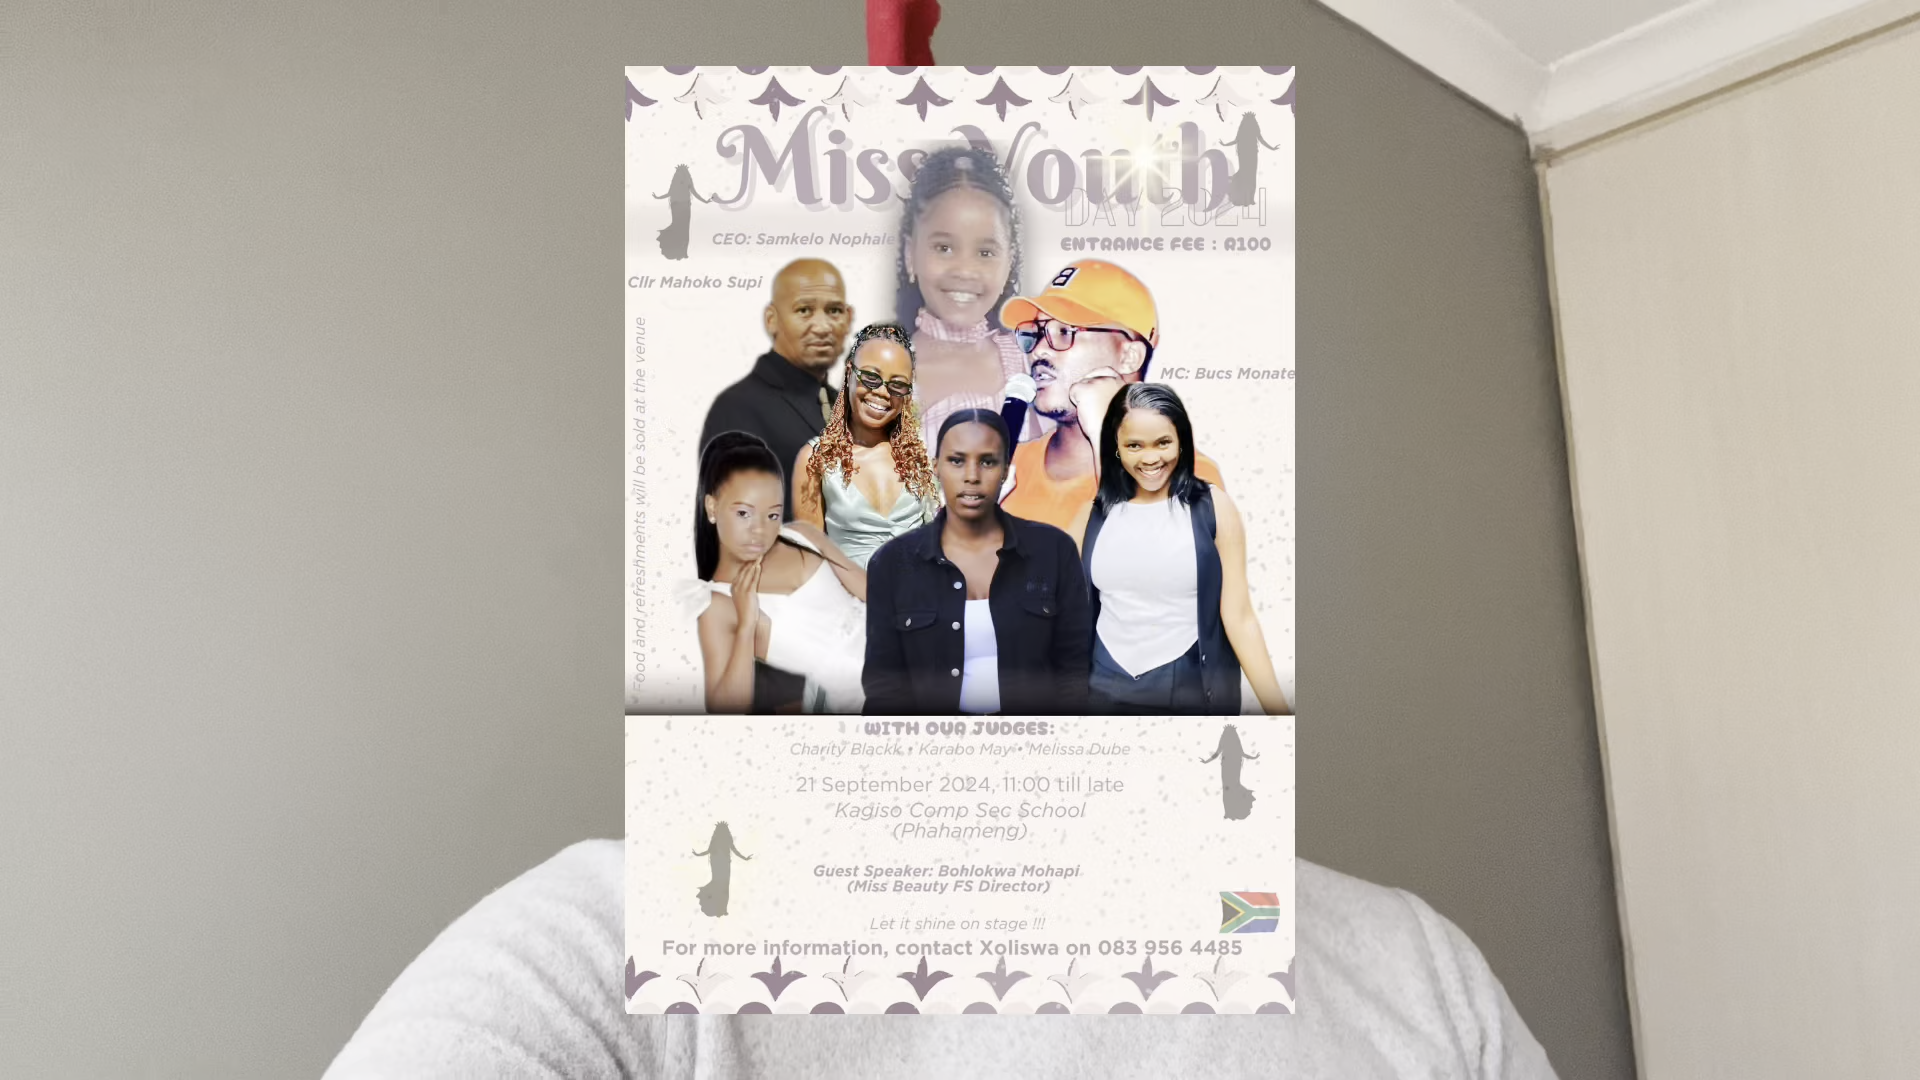 Miss Youth
DAY 2024
CEO: Samkelo Nophale
ENTRANCE FEE : R100
Cllr Mahoko Supi
B
MC: Bucs Monate
*Food and refreshments will be sold at the venue
WITH OUR JUDGES:
Charity Blackk • Karabo May • Melissa Dube
21 September 2024, 11:00 till late
Kagiso Comp Sec School
(Phahameng)
Guest Speaker: Bohlokwa Mohapi
(Miss Beauty FS Director)
Let it shine on stage !!!
For more information, contact Xoliswa on 083 956 4485